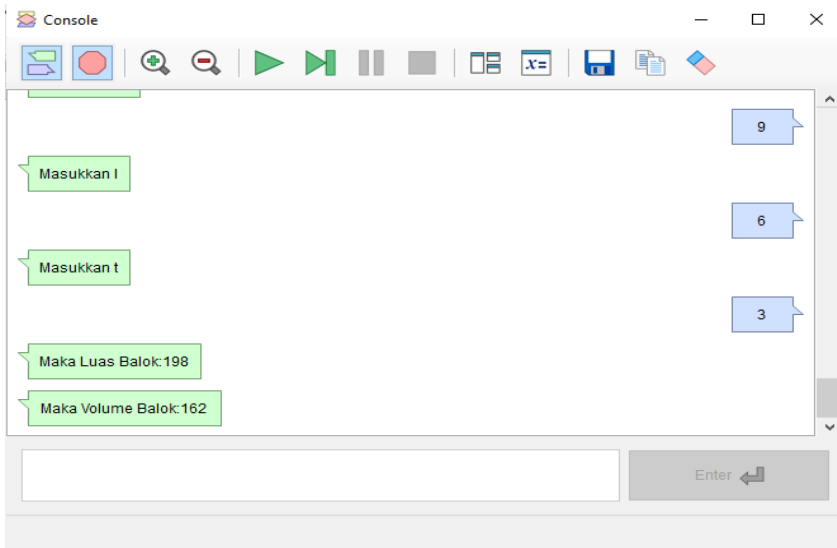 Console
x=
9
Masukkan l
6
Masukkan t
3
Maka Luas Balok:198
Maka Volume Balok:162
Enter